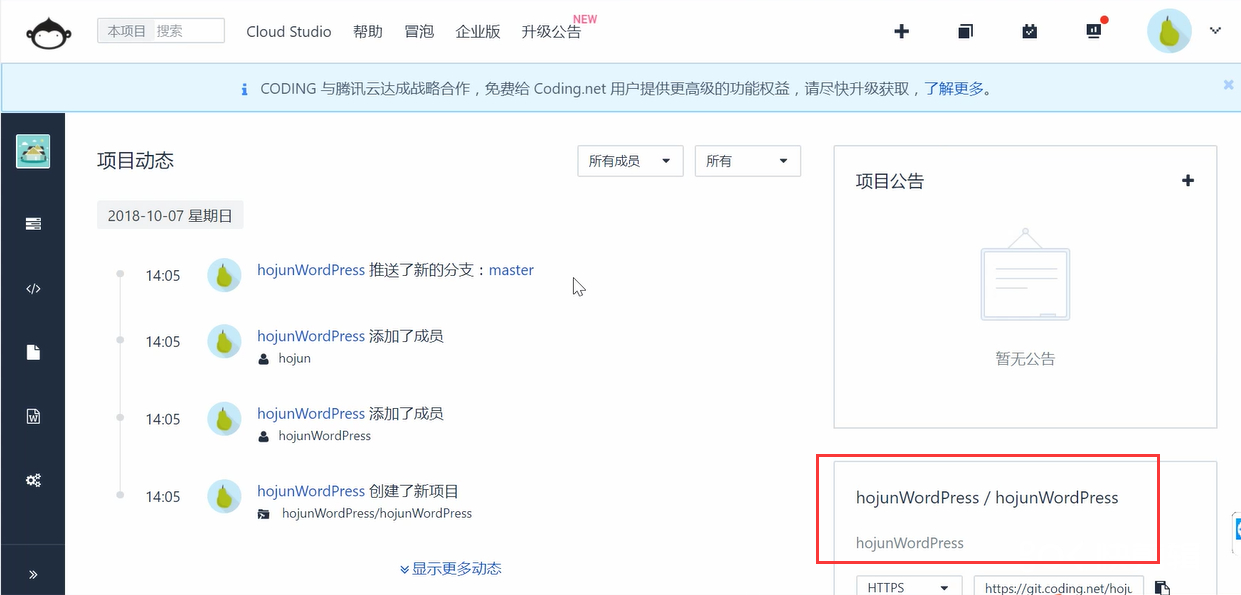 本项目 搜索 Cloud Studio 帮助 冒泡 企业版 升级公告 NEW
CODING 与腾讯云达成战略合作，免费给 Coding.net 用户提供更高级的功能权益，请尽快升级获取，了解更多。
项目动态 所有成员 所有
2018-10-07 星期日
14:05 hojunWordPress 推送了新的分支：master
14:05 hojunWordPress 添加了成员
hojun
14:05 hojunWordPress 添加了成员
hojunWordPress
14:05 hojunWordPress 创建了新项目
hojunWordPress/hojunWordPress
显示更多动态
项目公告
暂无公告
hojunWordPress / hojunWordPress
hojunWordPress
HTTPS https://git.coding.net/hoju